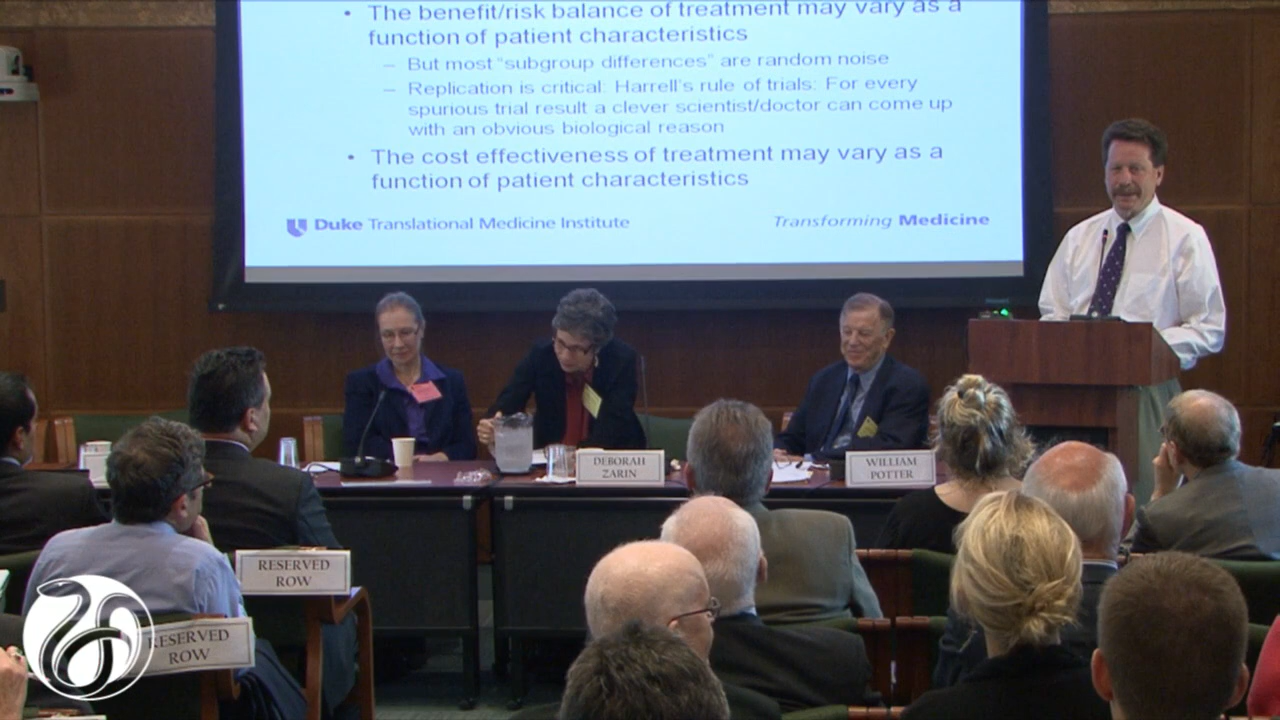 • The benefit/risk balance of treatment may vary as a
function of patient characteristics
– But most "subgroup differences" are random noise
– Replication is critical: Harrell's rule of trials: For every
spurious trial result a clever scientist/doctor can come up
with an obvious biological reason
• The cost effectiveness of treatment may vary as a
function of patient characteristics
Duke Translational Medicine Institute
Transforming Medicine
DEBORAH
ZARIN
WILLIAM
POTTER
RESERVED
ROW
RESERVED
ROW